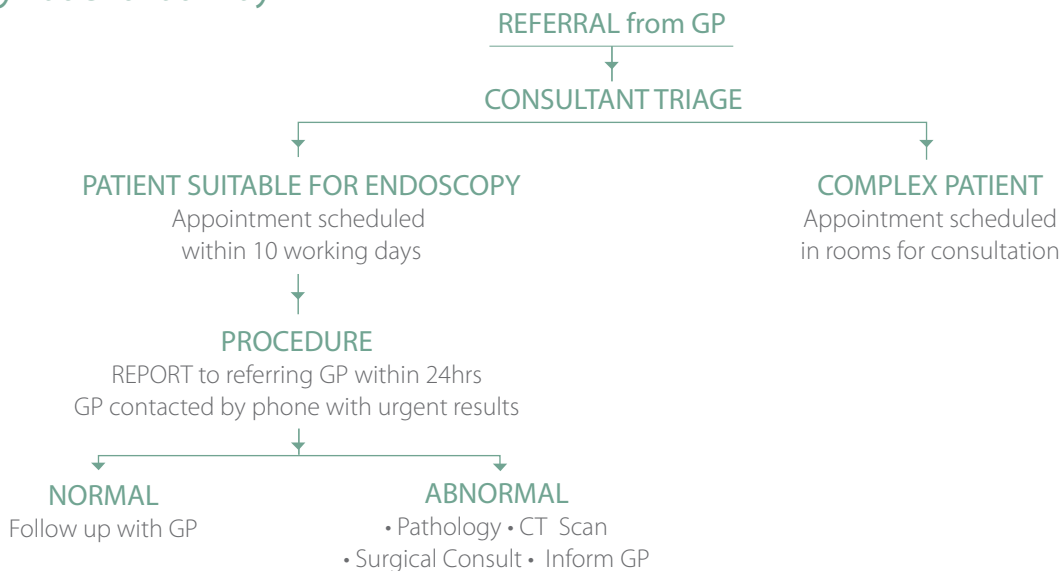 REFERRAL from GP
CONSULTANT TRIAGE
PATIENT SUITABLE FOR ENDOSCOPY
Appointment scheduled
within 10 working days
COMPLEX PATIENT
Appointment scheduled
in rooms for consultation
PROCEDURE
REPORT to referring GP within 24hrs
GP contacted by phone with urgent results
NORMAL
Follow up with GP
ABNORMAL
• Pathology • CT Scan
• Surgical Consult • Inform GP